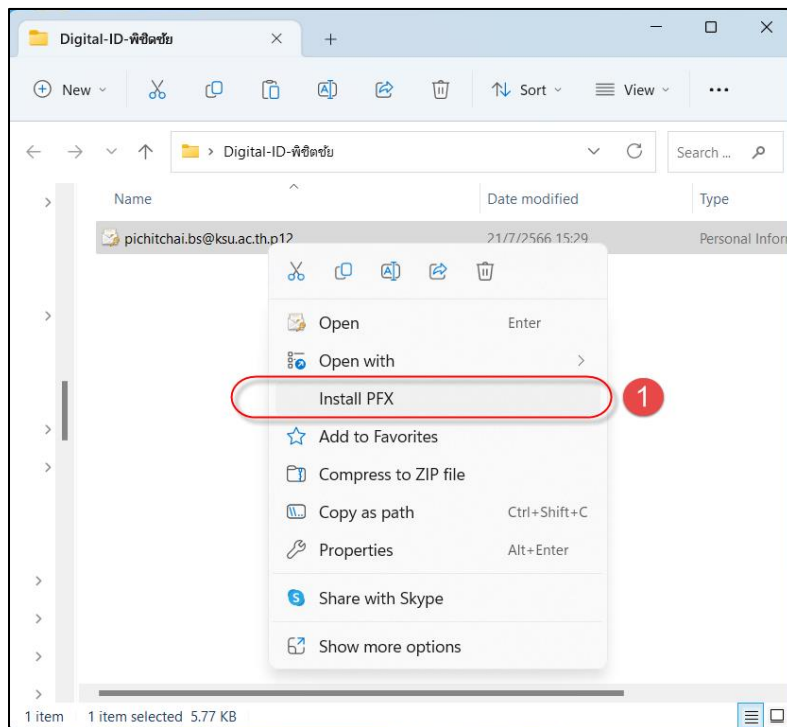 Digital-ID-พิชิตชัย
New
Sort
View
Digital-ID-พิชิตชัย
Search ...
Name
Date modified
Type
pichitchai.bs@ksu.ac.th.p12
21/7/2566 15:29
Personal Infor
Open
Enter
Open with
Install PFX
1
Add to Favorites
Compress to ZIP file
Copy as path
Ctrl+Shift+C
Properties
Alt+Enter
Share with Skype
Show more options
1 item
1 item selected 5.77 KB